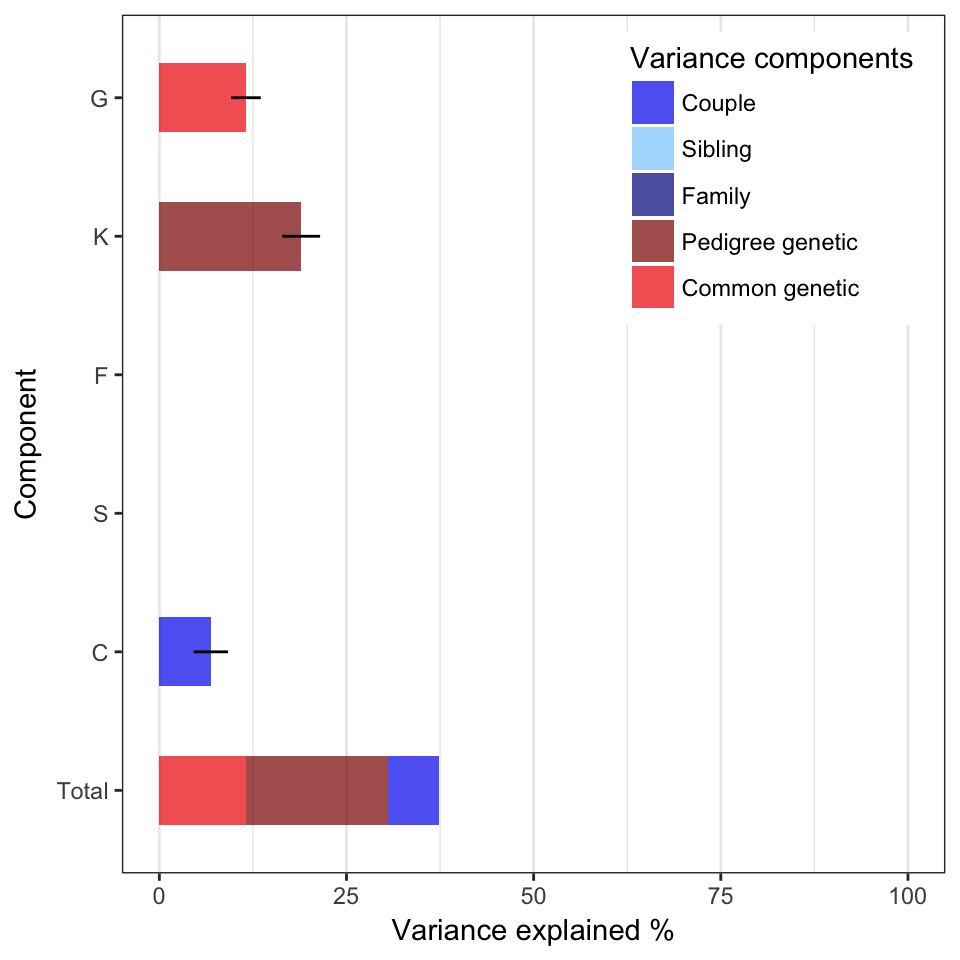 Variance components
Couple
Sibling
Family
Pedigree genetic
Common genetic
G
K
F
S
C
Total
Component
0 25 50 75 100
Variance explained %